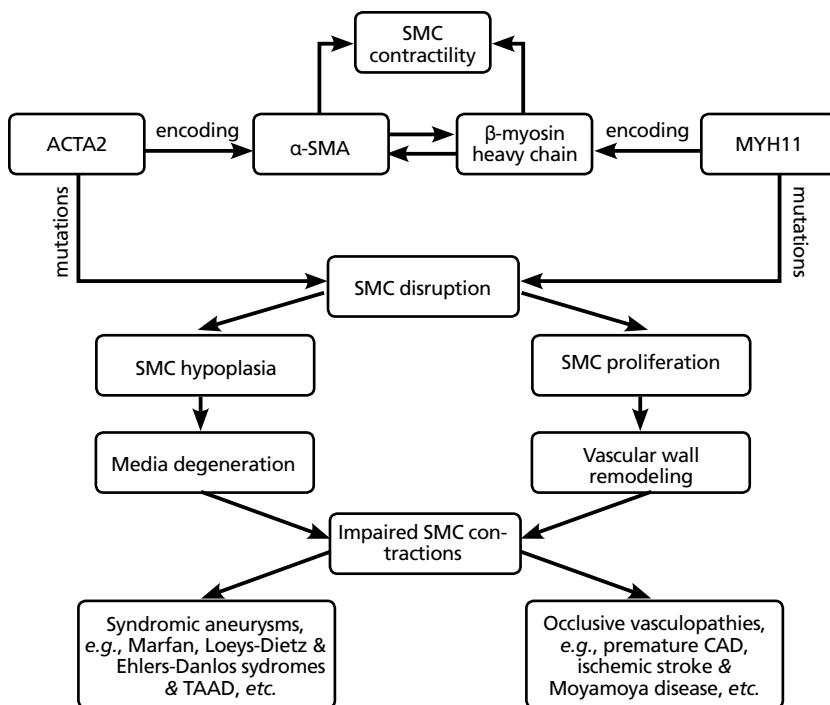 SMC
contractility
ACTA2
encoding
α-SMA
β-myosin
heavy chain
encoding
MYH11
mutations
mutations
SMC disruption
SMC hypoplasia
SMC proliferation
Media degeneration
Vascular wall
remodeling
Impaired SMC con-
tractions
Syndromic aneurysms,
e.g., Marfan, Loeys-Dietz &
Ehlers-Danlos sydromes
& TAAD, etc.
Occlusive vasculopathies,
e.g., premature CAD,
ischemic stroke &
Moyamoya disease, etc.